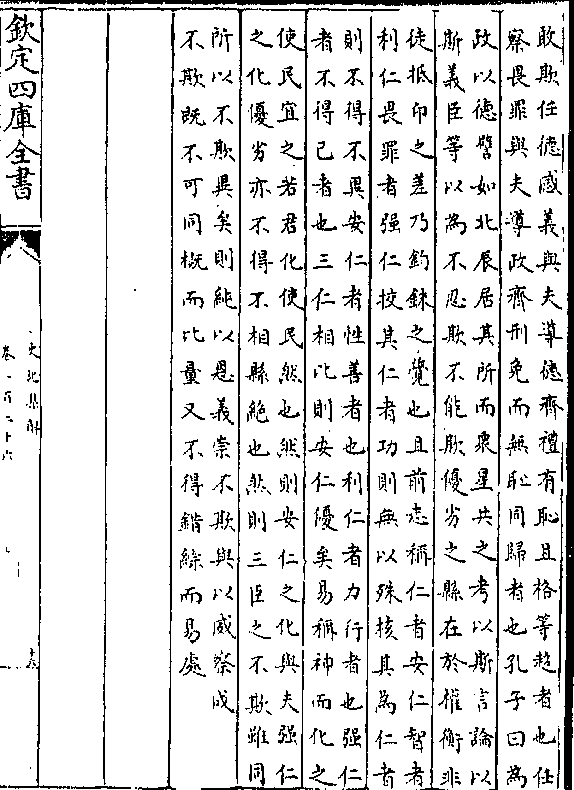 敢欺任德感義與夫導德齊禮有恥且格等趍者也任
察畏罪與夫導政齊刑免而無恥同歸者也孔子曰為
政以德譬如北辰居其所而衆星共之考以斯言論以
斯義臣等以為不忍欺不能欺優劣之縣在於權衡非
徒抵卬之差乃鈞銖之覺也且前志稱仁者安仁智者
利仁畏罪者强仁挍其仁者功則無以殊核其為仁者
則不得不異安仁者性善者也利仁者力行者也强仁
者不得已者也三仁相比則安仁優矣易稱神而化之
使民宜之若君化使民然也然則安仁之化與夫强仁
之化優劣亦不得不相縣絶也然則三臣之不欺雖同
所以不欺異矣則純以恩義崇不欺與以威察成
不欺既不可同概而比量又不得錯綜而易處
欽定四庫全書
史記集解
卷一百二十六